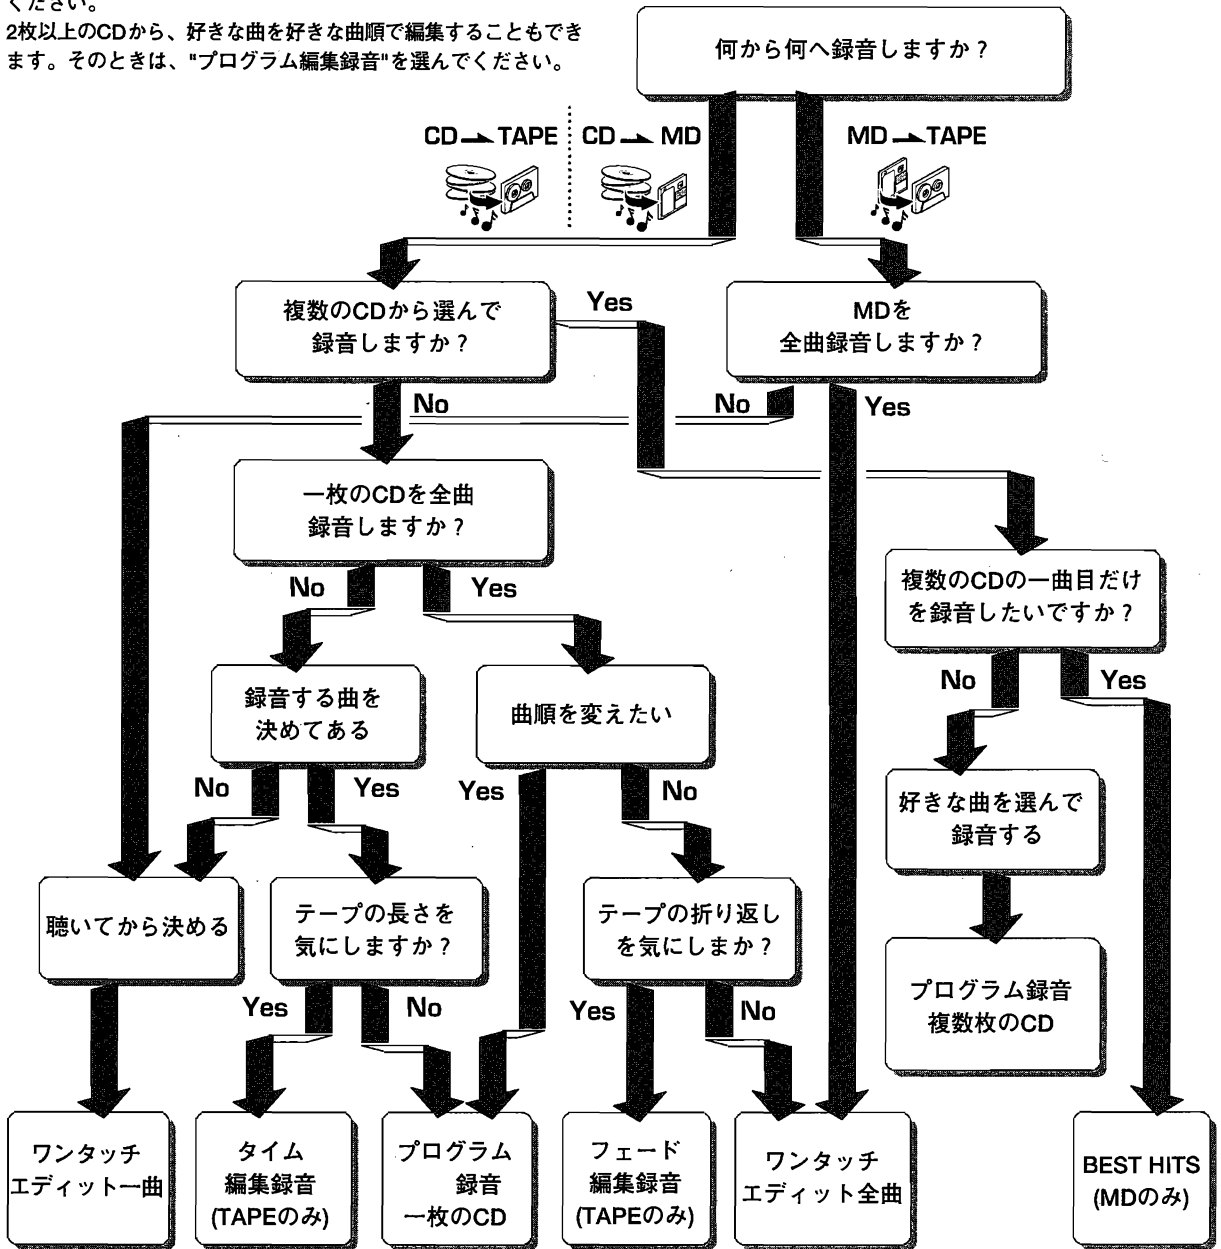 ください。
2枚以上のCDから、好きな曲を好きな曲順で編集することもでき
ます。そのときは、"プログラム編集録音"を選んでください。
何から何へ録音しますか？
CD→TAPE
CD→MD
MD→TAPE
複数のCDから選んで
録音しますか？
Yes
No
MDを
全曲録音しますか？
No
Yes
一枚のCDを全曲
録音しますか？
No
Yes
複数のCDの一曲目だけ
を録音したいですか？
No
Yes
録音する曲を
決めてある
No
Yes
曲順を変えたい
Yes
No
好きな曲を選んで
録音する
聴いてから決める
テープの長さを
気にしますか？
Yes
No
テープの折り返し
を気にしまか？
Yes
No
プログラム録音
複数枚のCD
ワンタッチ
エディット一曲
タイム
編集録音
(TAPEのみ)
プログラム
録音
一枚のCD
フェード
編集録音
(TAPEのみ)
ワンタッチ
エディット全曲
BEST HITS
(MDのみ)